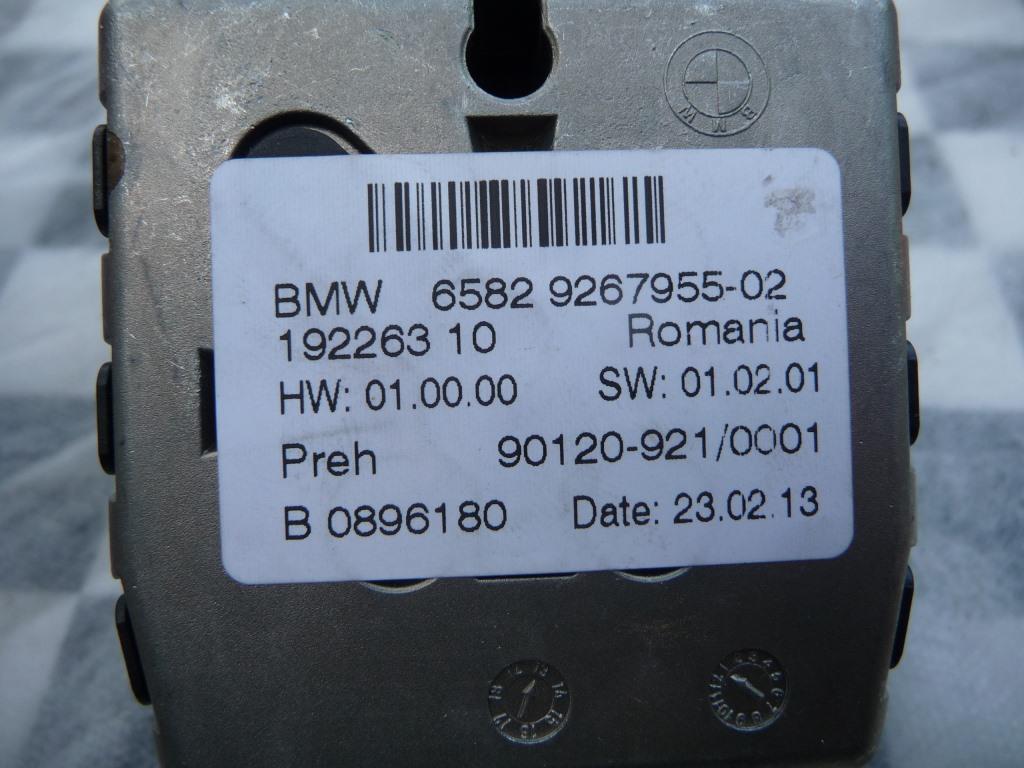 BMW
BMW 6582 9267955-02
192263 10 Romania
HW: 01.00.00 SW: 01.02.01
Preh 90120-921/0001
B 0896180 Date: 23.02.13